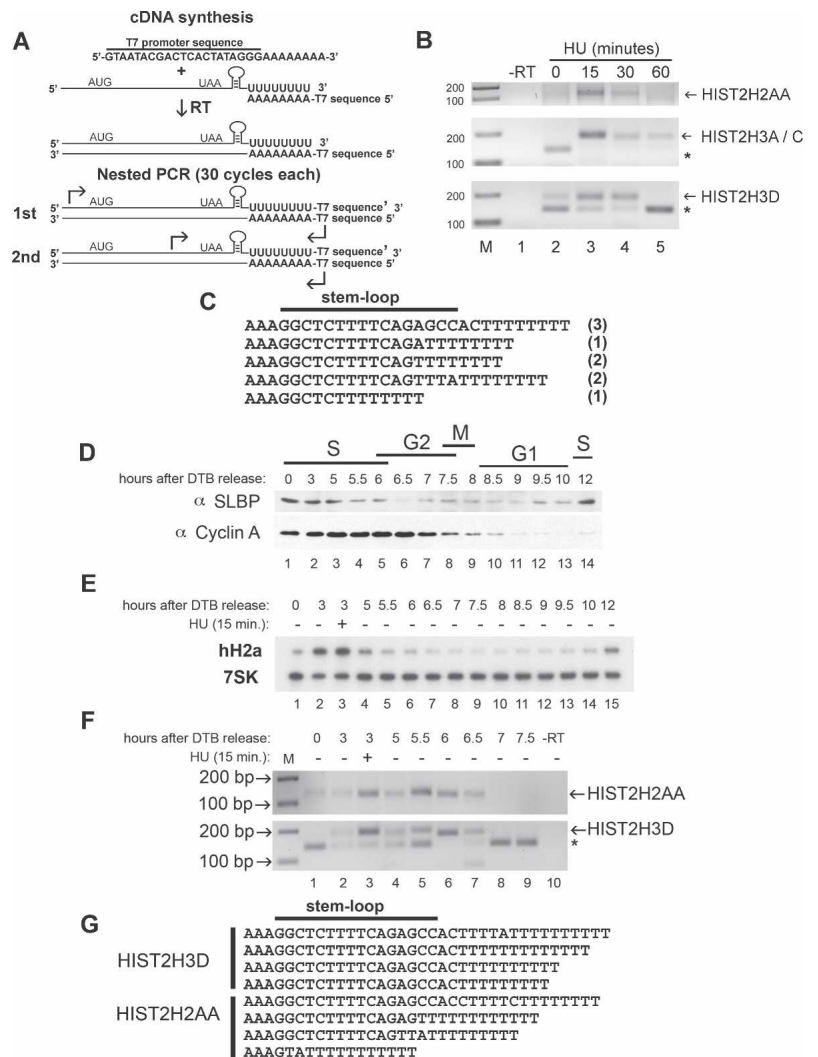 cDNA synthesis
A
T7 promoter sequence
5'-GTAATACGACTCACTATAGGGAAAAAAAA-3'
+
5' AUG UAA UUUUUUUU 3'
AAAAAAAA-T7 sequence 5'
↓RT
5' AUG UAA UUUUUUUU 3'
3' AAAAAAAA-T7 sequence 5'
Nested PCR (30 cycles each)
1st 5' AUG UAA UUUUUUUU-T7 sequence' 3'
3' AAAAAAAA-T7 sequence 5'
2nd 5' AUG UAA UUUUUUUU-T7 sequence' 3'
3' AAAAAAAA-T7 sequence 5'
B
HU (minutes)
-RT 0 15 30 60
200
100
← HIST2H2AA
200
100
← HIST2H3A / C
*
200
100
← HIST2H3D
*
M 1 2 3 4 5
C
stem-loop
AAAGGCTCTTTTCAGAGCCACTTTTTTTT (3)
AAAGGCTCTTTTCAGATTTTTTTT (1)
AAAGGCTCTTTTCAGTTTTTTTT (2)
AAAGGCTCTTTTCAGTTTATTTTTTTT (2)
AAAGGCTCTTTTTTTT (1)
D
S G2 M G1 S
hours after DTB release: 0 3 5 5.5 6 6.5 7 7.5 8 8.5 9 9.5 10 12
α SLBP
α Cyclin A
1 2 3 4 5 6 7 8 9 10 11 12 13 14
E
hours after DTB release: 0 3 3 5 5.5 6 6.5 7 7.5 8 8.5 9 9.5 10 12
HU (15 min.): - - + - - - - - - - - - - - -
hH2a
7SK
1 2 3 4 5 6 7 8 9 10 11 12 13 14 15
F
hours after DTB release: 0 3 3 5 5.5 6 6.5 7 7.5 -RT
HU (15 min.): M - - + - - - - - - -
200 bp→
100 bp→
←HIST2H2AA
200 bp→
100 bp→
←HIST2H3D
*
1 2 3 4 5 6 7 8 9 10
G
stem-loop
HIST2H3D
AAAGGCTCTTTTCAGAGCCACTTTTATTTTTTTTTT
AAAGGCTCTTTTCAGAGCCACTTTTTTTTTTTTT
AAAGGCTCTTTTCAGAGCCACTTTTTTTTTT
AAAGGCTCTTTTCAGAGCCACTTTTTTTTT
HIST2H2AA
AAAGGCTCTTTTCAGAGCCACCTTTTCTTTTTTTT
AAAGGCTCTTTTCAGAGTTTTTTTTTTTT
AAAGGCTCTTTTCAGTTATTTTTTTTT
AAAGTATTTTTTTTTTT